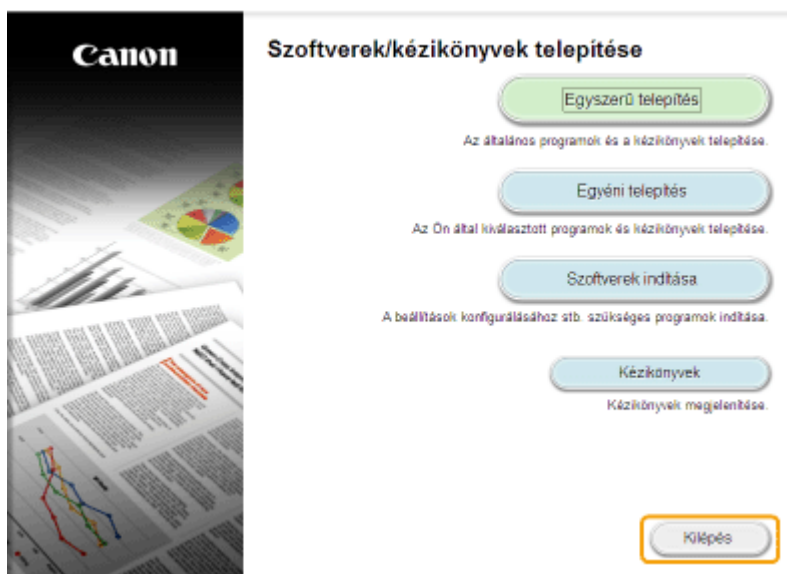 Canon
Szoftverek/kézikönyvek telepítése
Egyszerű telepítés
Az általános programok és a kézikönyvek telepítése.
Egyéni telepítés
Az Ön által kiválasztott programok és kézikönyvek telepítése.
Szoftverek indítása
A beállítások konfigurálásához stb. szükséges programok indítása.
Kézikönyvek
Kézikönyvek megjelenítése.
Kilépés